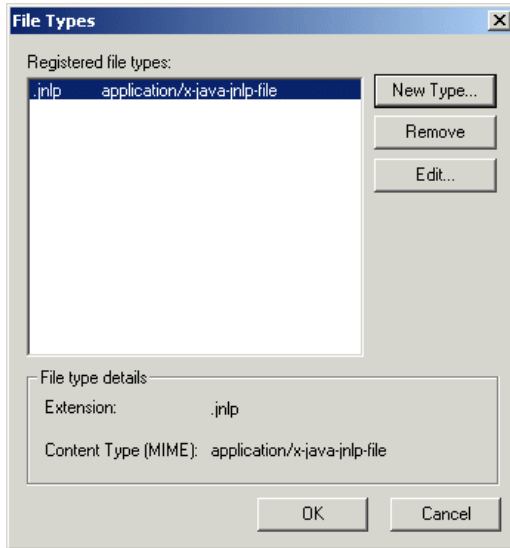 File Types
Registered file types:
.jnlp application/x-java-jnlp-file
New Type...
Remove
Edit...
File type details
Extension: .jnlp
Content Type (MIME): application/x-java-jnlp-file
OK Cancel